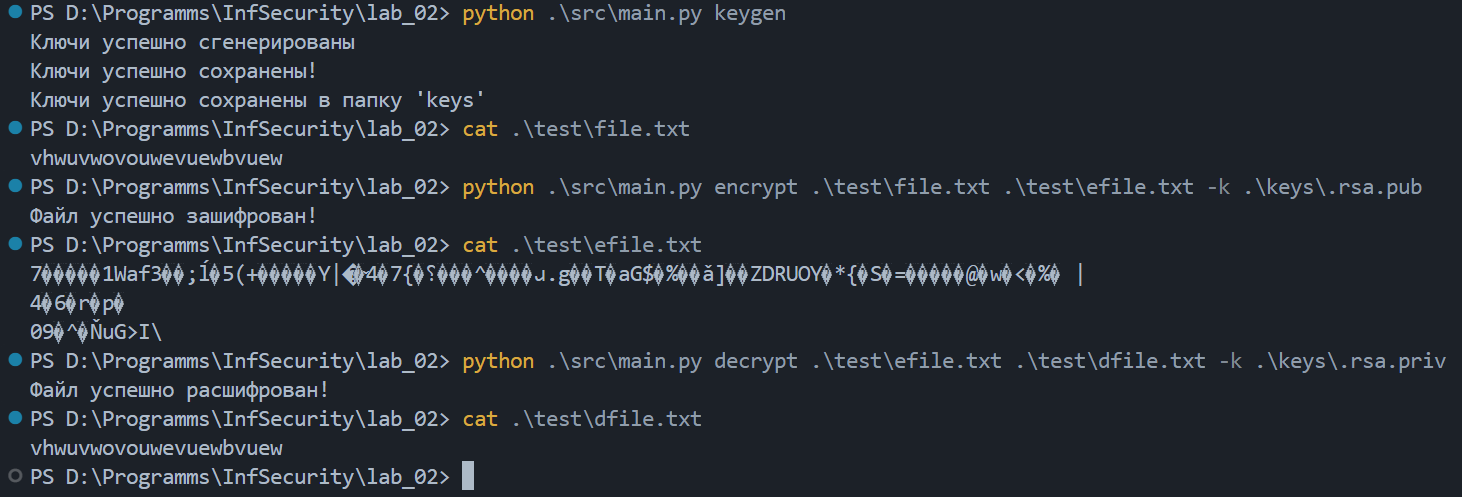 PS D:\Programms\InfSecurity\lab_02> python .\src\main.py keygen
Ключи успешно сгенерированы
Ключи успешно сохранены!
Ключи успешно сохранены в папку 'keys'
PS D:\Programms\InfSecurity\lab_02> cat .\test\file.txt
vhwuvwovouwevuewbvuew
PS D:\Programms\InfSecurity\lab_02> python .\src\main.py encrypt .\test\file.txt .\test\efile.txt -k .\keys\.rsa.pub
Файл успешно зашифрован!
PS D:\Programms\InfSecurity\lab_02> cat .\test\efile.txt
7�����1Waf3��;Í�5(+�����Y|�4�7{�؟���^����.g��T�aG$�%��ǎ]��ZDRUOY�*{�S�=�����@�w�<�%� |
4�6�r�p�
09�^�ŇuG>I\
PS D:\Programms\InfSecurity\lab_02> python .\src\main.py decrypt .\test\efile.txt .\test\dfile.txt -k .\keys\.rsa.priv
Файл успешно расшифрован!
PS D:\Programms\InfSecurity\lab_02> cat .\test\dfile.txt
vhwuvwovouwevuewbvuew
PS D:\Programms\InfSecurity\lab_02>